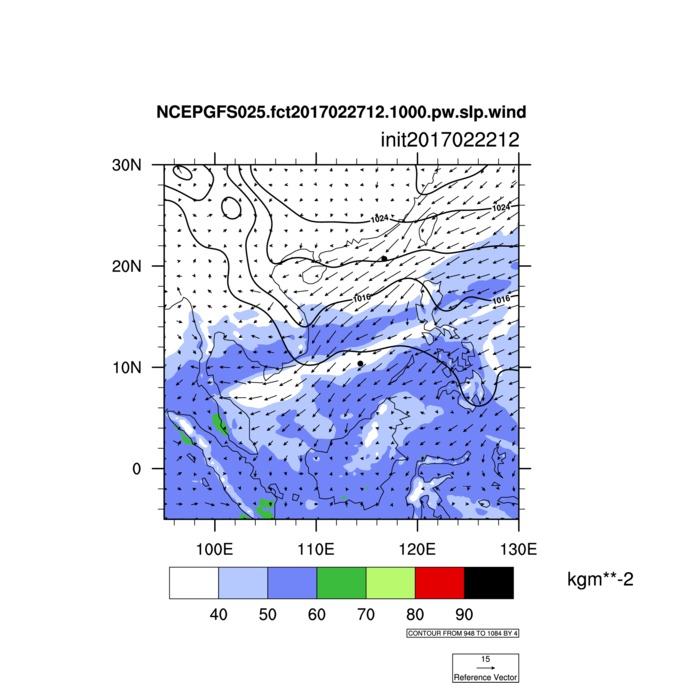 NCEPGFS025.fct2017022712.1000.pw.slp.wind
init2017022212
30N
1024
1024
20N
1016
1016
10N
0
100E 110E 120E 130E
kgm**-2
40 50 60 70 80 90
CONTOUR FROM 948 TO 1084 BY 4
15
Reference Vector